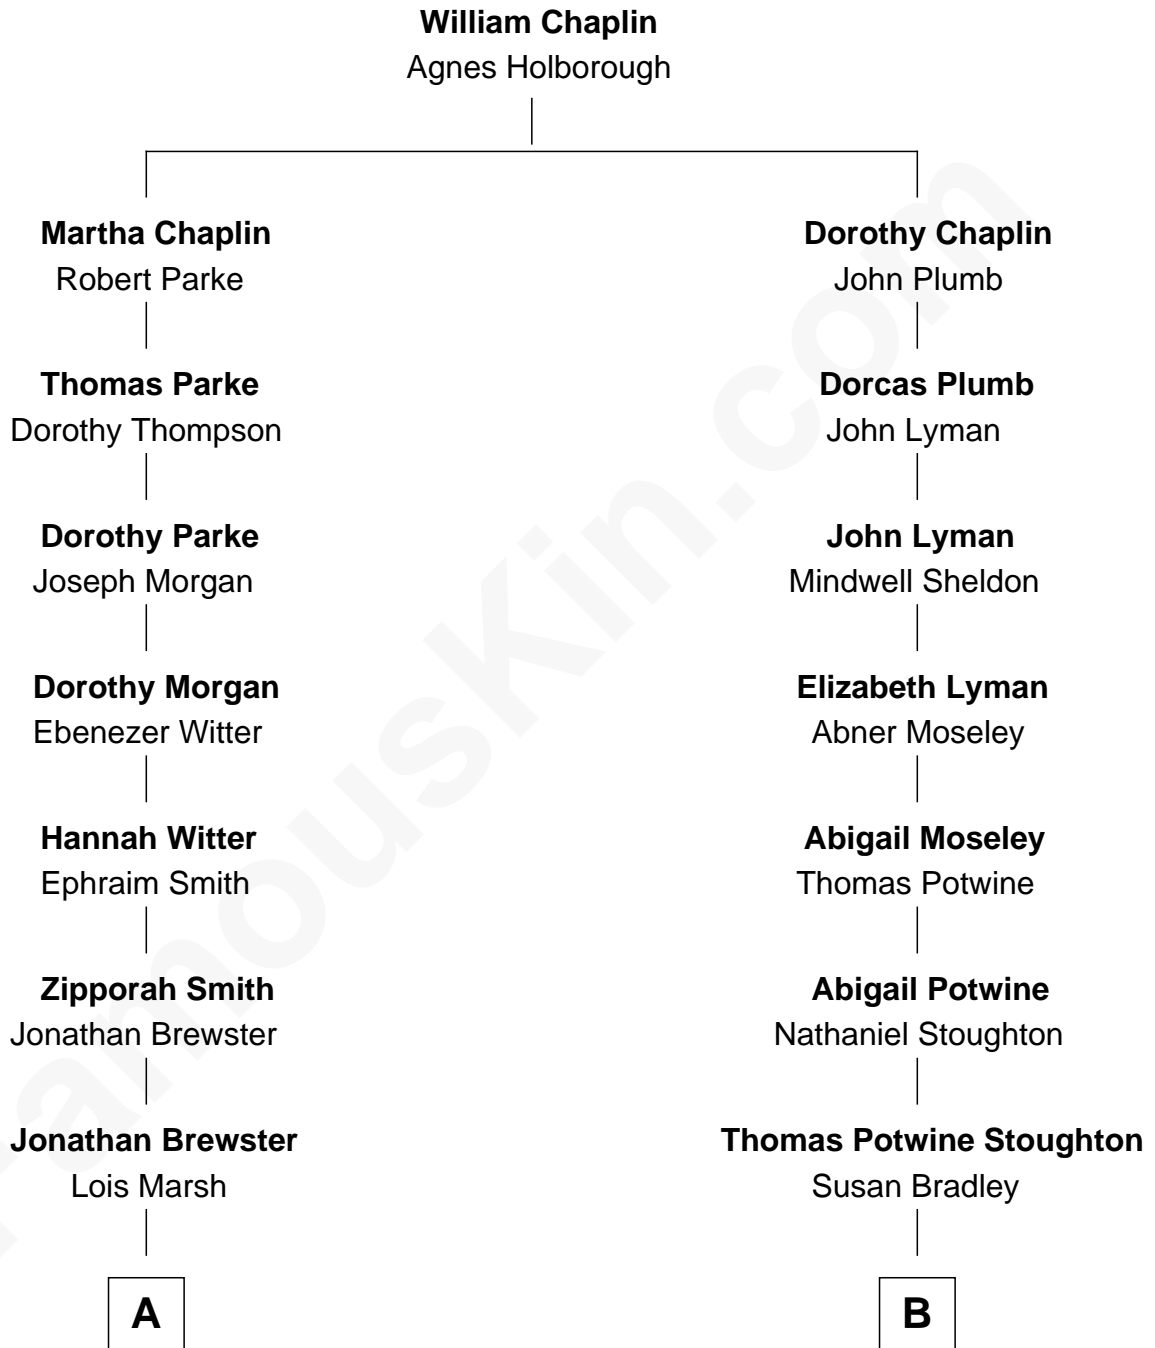 William Chaplin
Agnes Holborough
Martha Chaplin
Robert Parke
Dorothy Chaplin
John Plumb
Thomas Parke
Dorothy Thompson
Dorcas Plumb
John Lyman
Dorothy Parke
Joseph Morgan
John Lyman
Mindwell Sheldon
Dorothy Morgan
Ebenezer Witter
Elizabeth Lyman
Abner Moseley
Hannah Witter
Ephraim Smith
Abigail Moseley
Thomas Potwine
Zipporah Smith
Jonathan Brewster
Abigail Potwine
Nathaniel Stoughton
Jonathan Brewster
Lois Marsh
Thomas Potwine Stoughton
Susan Bradley
A
B
FamousKin.com